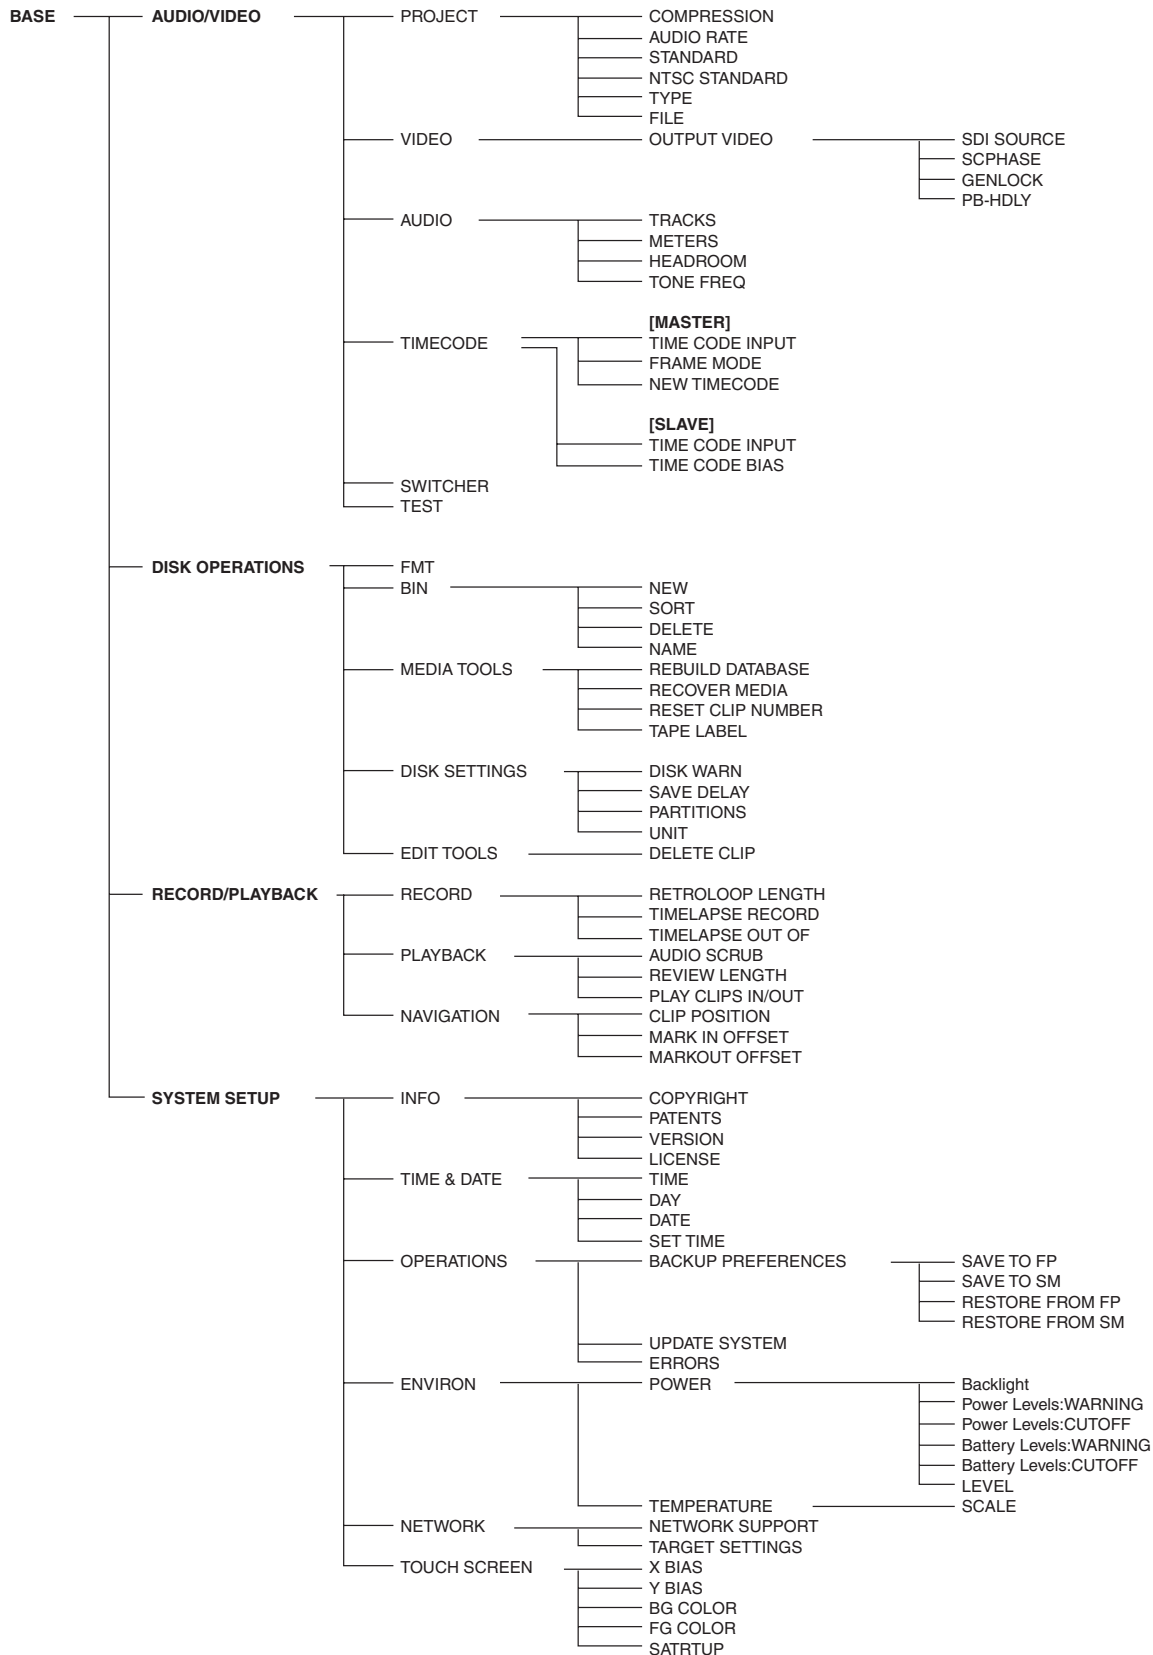 BASE AUDIO/VIDEO PROJECT COMPRESSION
AUDIO RATE
STANDARD
NTSC STANDARD
TYPE
FILE
VIDEO OUTPUT VIDEO SDI SOURCE
SCPHASE
GENLOCK
PB-HDLY
AUDIO TRACKS
METERS
HEADROOM
TONE FREQ
[MASTER]
TIMECODE TIME CODE INPUT
FRAME MODE
NEW TIMECODE
[SLAVE]
TIME CODE INPUT
TIME CODE BIAS
SWITCHER
TEST
DISK OPERATIONS FMT
BIN NEW
SORT
DELETE
NAME
MEDIA TOOLS REBUILD DATABASE
RECOVER MEDIA
RESET CLIP NUMBER
TAPE LABEL
DISK SETTINGS DISK WARN
SAVE DELAY
PARTITIONS
UNIT
EDIT TOOLS DELETE CLIP
RECORD/PLAYBACK RECORD RETROLOOP LENGTH
TIMELAPSE RECORD
TIMELAPSE OUT OF
PLAYBACK AUDIO SCRUB
REVIEW LENGTH
PLAY CLIPS IN/OUT
NAVIGATION CLIP POSITION
MARK IN OFFSET
MARKOUT OFFSET
SYSTEM SETUP INFO COPYRIGHT
PATENTS
VERSION
LICENSE
TIME & DATE TIME
DAY
DATE
SET TIME
OPERATIONS BACKUP PREFERENCES SAVE TO FP
SAVE TO SM
RESTORE FROM FP
RESTORE FROM SM
UPDATE SYSTEM
ERRORS
ENVIRON POWER Backlight
Power Levels:WARNING
Power Levels:CUTOFF
Battery Levels:WARNING
Battery Levels:CUTOFF
LEVEL
TEMPERATURE SCALE
NETWORK NETWORK SUPPORT
TARGET SETTINGS
TOUCH SCREEN X BIAS
Y BIAS
BG COLOR
FG COLOR
SATRTUP